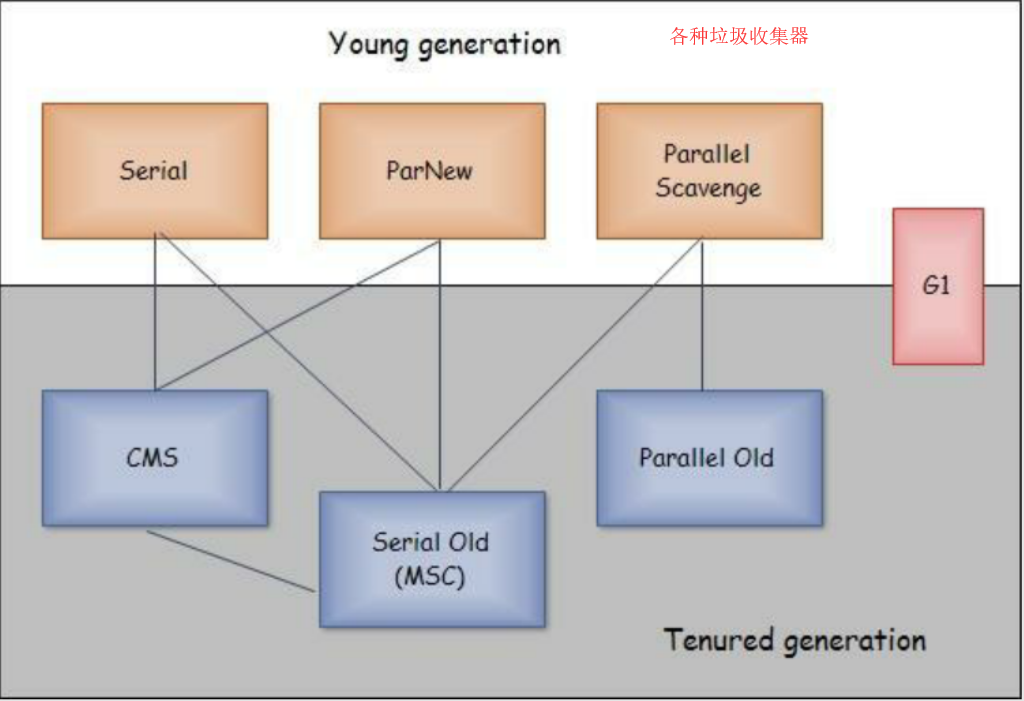 Young generation
各种垃圾收集器
Serial
ParNew
Parallel
Scavenge
G1
CMS
Parallel Old
Serial Old
(MSC)
Tenured generation